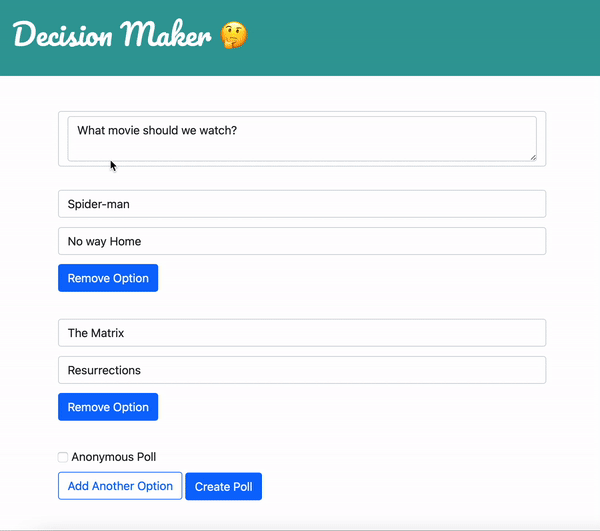 Decision Maker 🤔
What movie should we watch?
Spider-man
No way Home
Remove Option
The Matrix
Resurrections
Remove Option
Anonymous Poll
Add Another Option Create Poll